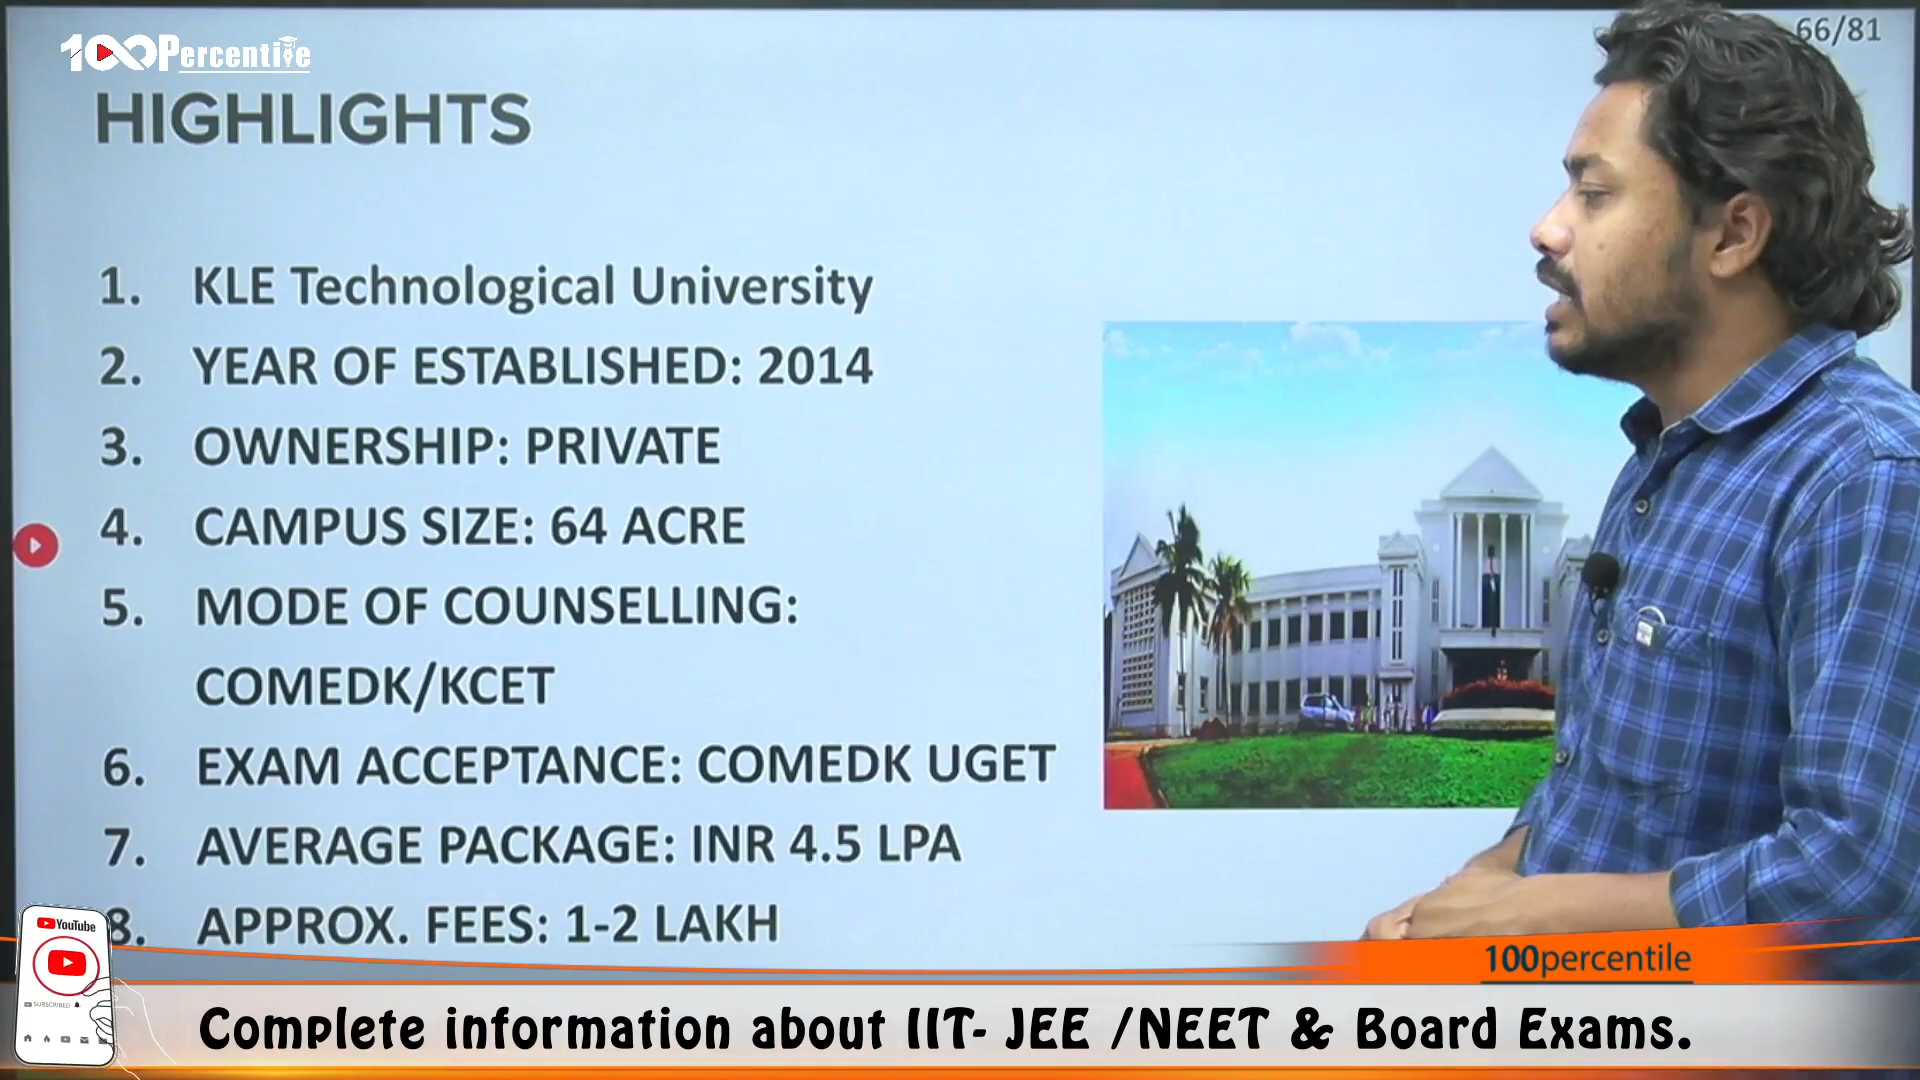 100Percentile
66/81
HIGHLIGHTS
1. KLE Technological University
2. YEAR OF ESTABLISHED: 2014
3. OWNERSHIP: PRIVATE
4. CAMPUS SIZE: 64 ACRE
5. MODE OF COUNSELLING:
COMEDK/KCET
6. EXAM ACCEPTANCE: COMEDK UGET
7. AVERAGE PACKAGE: INR 4.5 LPA
8. APPROX. FEES: 1-2 LAKH
YouTube
SUBSCRIBED
100percentile
Complete information about IIT- JEE /NEET & Board Exams.